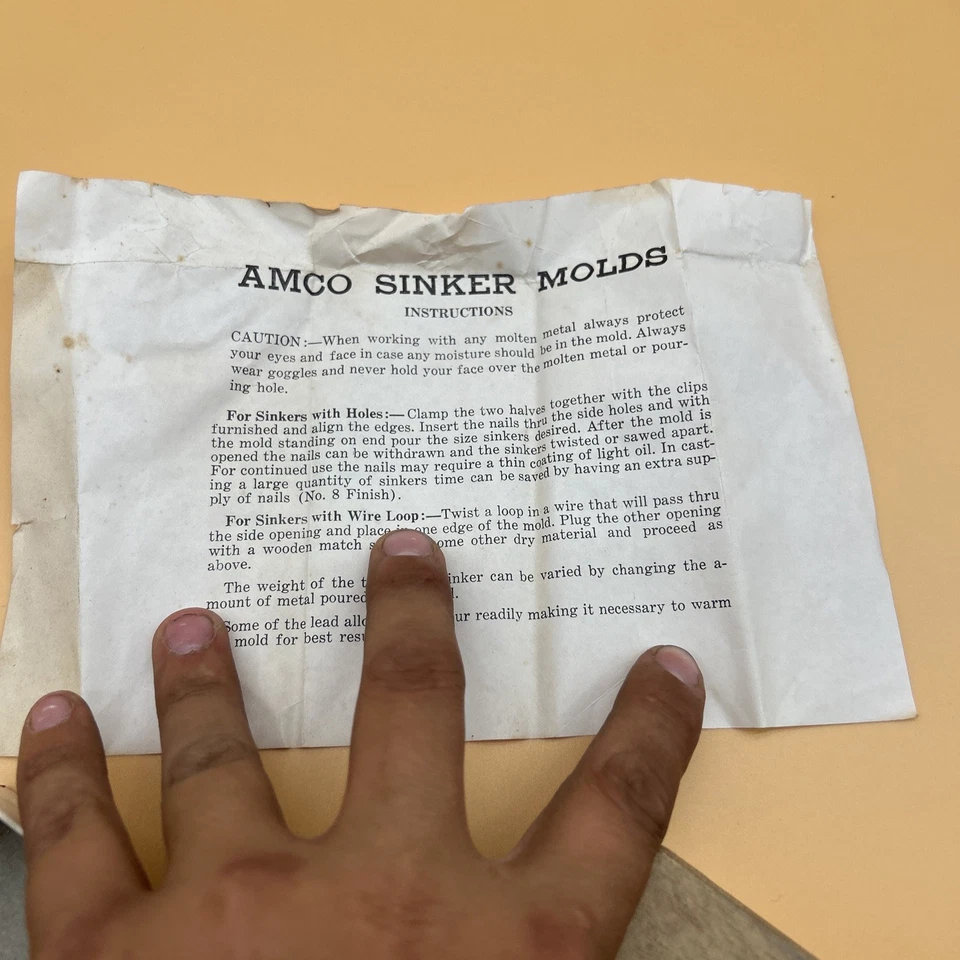 AMCO SINKER MOLDS
INSTRUCTIONS
CAUTION:—When working with any molten metal always protect
your eyes and face in case any moisture should be in the mold. Always
wear goggles and never hold your face over the molten metal or pour-
ing hole.
For Sinkers with Holes:— Clamp the two halves together with the clips
furnished and align the edges. Insert the nails thru the side holes and with
the mold standing on end pour the size sinkers desired. After the mold is
opened the nails can be withdrawn and the sinkers twisted or sawed apart.
For continued use the nails may require a thin coating of light oil. In cast-
ing a large quantity of sinkers time can be saved by having an extra sup-
ply of nails (No. 8 Finish).
For Sinkers with Wire Loop:—Twist a loop in a wire that will pass thru
the side opening and place in one edge of the mold. Plug the other opening
with a wooden match some other dry material and proceed as
above.
The weight of the sinker can be varied by changing the a-
mount of metal poured
Some of the lead readily making it necessary to warm
mold for best